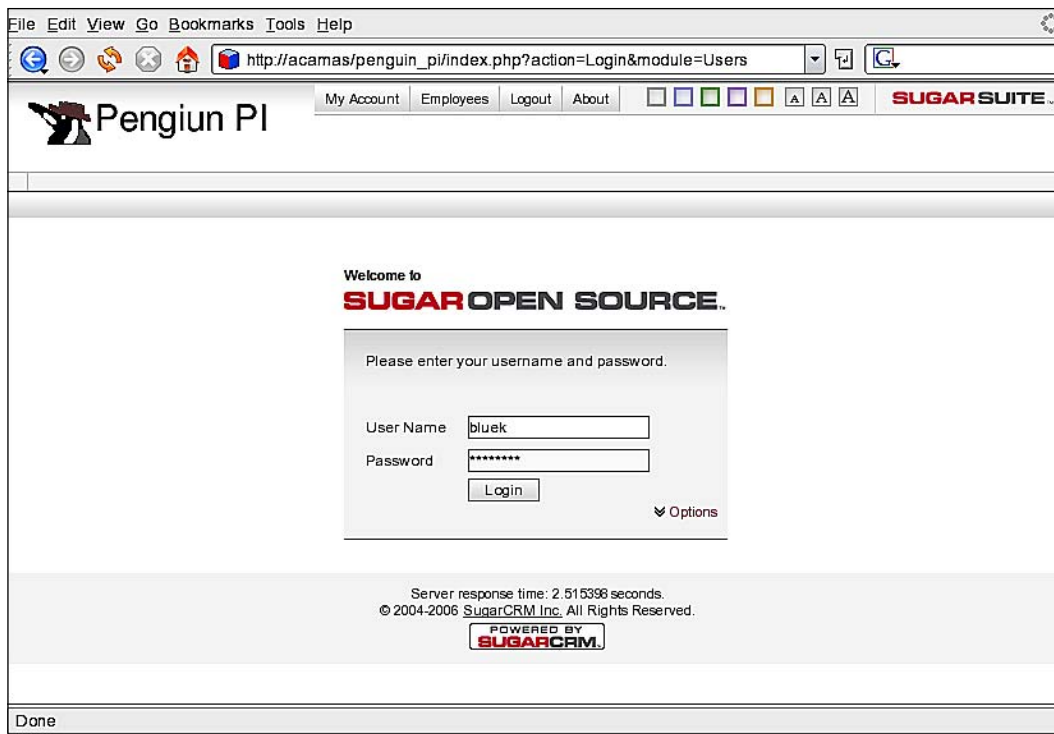 File Edit View Go Bookmarks Tools Help
http://acamas/penguin_pi/index.php?action=Login&module=Users
G
Pengiun PI
My Account Employees Logout About
A A A
SUGARSUITE
Welcome to
SUGAR OPEN SOURCE™
Please enter your username and password.
User Name bluek
Password ********
Login
Options
Server response time: 2.515398 seconds.
© 2004-2006 SugarCRM Inc. All Rights Reserved.
POWERED BY
SUGARCRM
Done